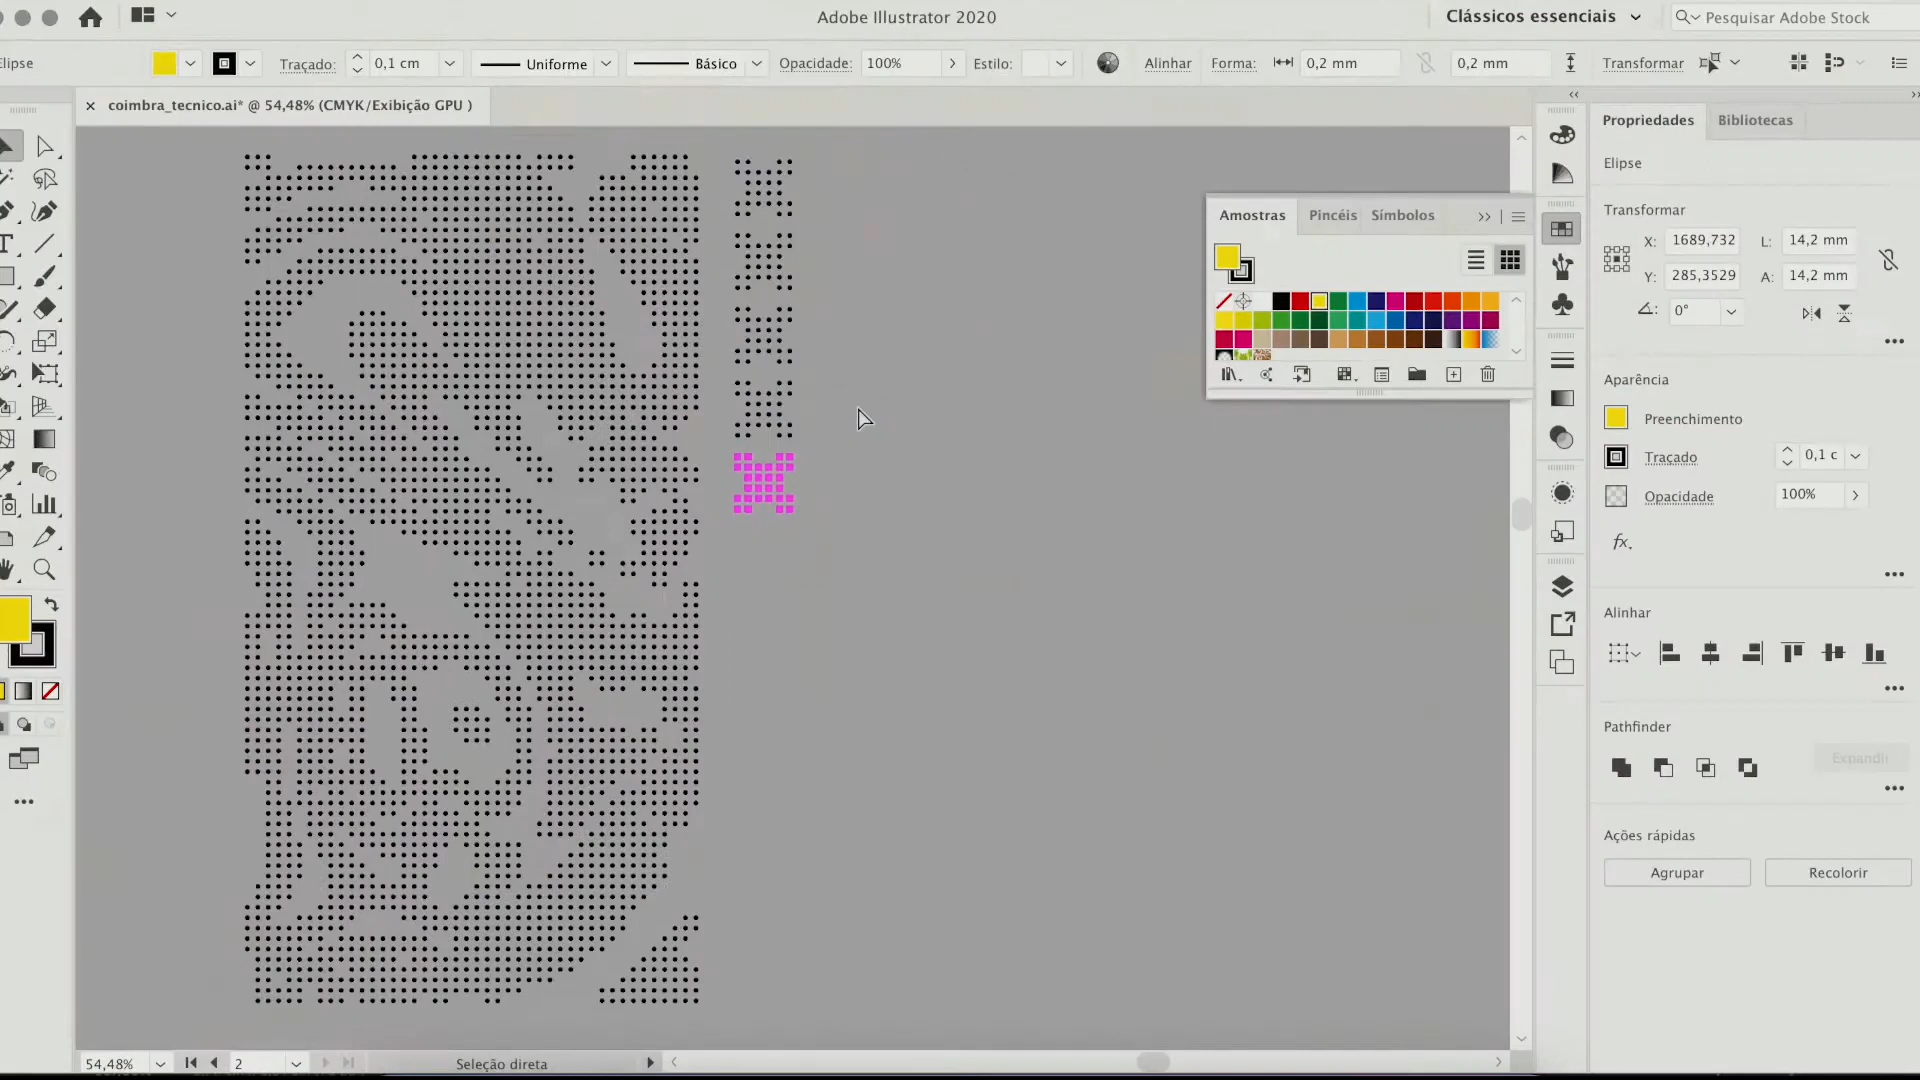 Adobe Illustrator 2020
Clássicos essenciais
Pesquisar Adobe Stock
Elipse
Traçado:
0,1 cm
Uniforme
Básico
Opacidade:
100%
Estilo:
Alinhar
Forma:
0,2 mm
0,2 mm
Transformar
coimbra_tecnico.ai* @ 54,48% (CMYK/Exibição GPU )
Amostras
Pincéis
Símbolos
Propriedades
Bibliotecas
Elipse
Transformar
X:
1689,732
L:
14,2 mm
Y:
285,3529
A:
14,2 mm
0°
Aparência
Preenchimento
Traçado
0,1 c
Opacidade
100%
fx.
Alinhar
Pathfinder
Expandir
Ações rápidas
Agrupar
Recolorir
54,48%
2
Seleção direta